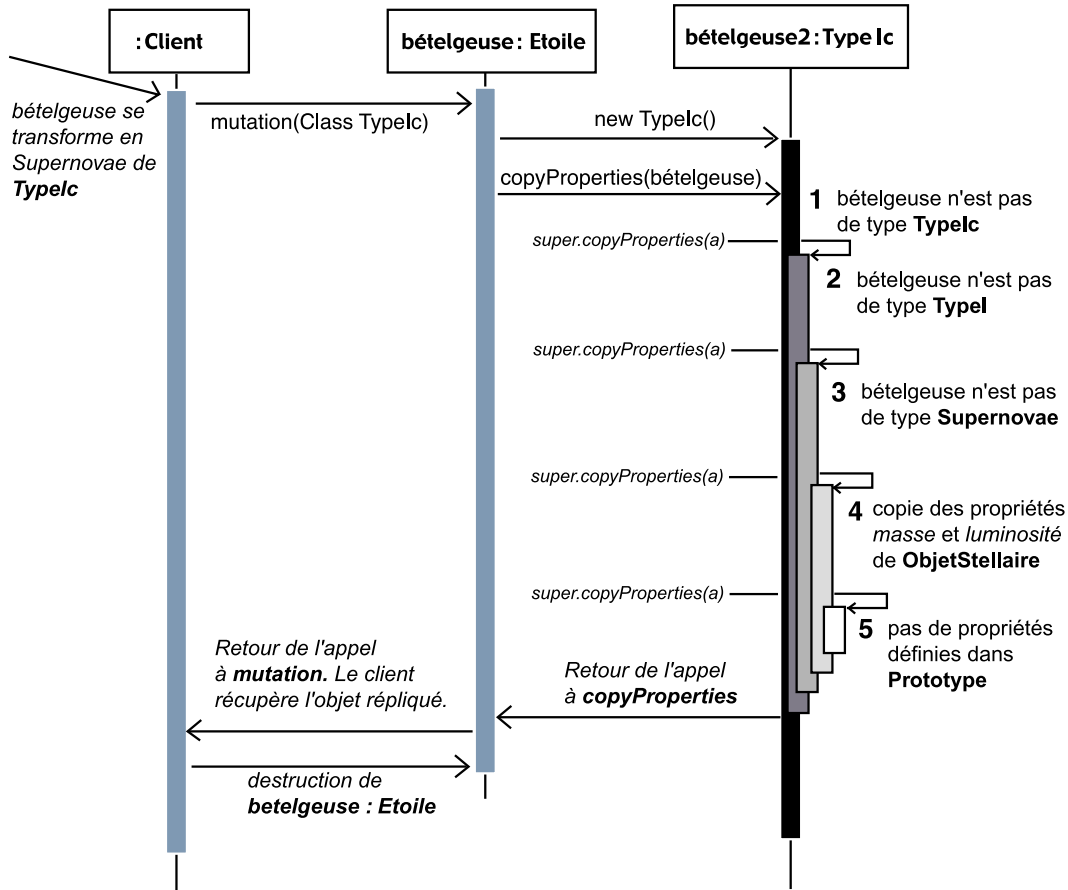 :Client
bételgeuse: Etoile
bételgeuse2:Type Ic
bételgeuse se
transforme en
Supernovae de
TypeIc
mutation(Class TypeIc)
new TypeIc()
copyProperties(bételgeuse)
1 bételgeuse n'est pas
de type TypeIc
super.copyProperties(a)
2 bételgeuse n'est pas
de type TypeI
super.copyProperties(a)
3 bételgeuse n'est pas
de type Supernovae
super.copyProperties(a)
4 copie des propriétés
masse et luminosité
de ObjetStellaire
super.copyProperties(a)
5 pas de propriétés
définies dans
Prototype
Retour de l'appel
à mutation. Le client
récupère l'objet répliqué.
Retour de l'appel
à copyProperties
destruction de
betelgeuse : Etoile